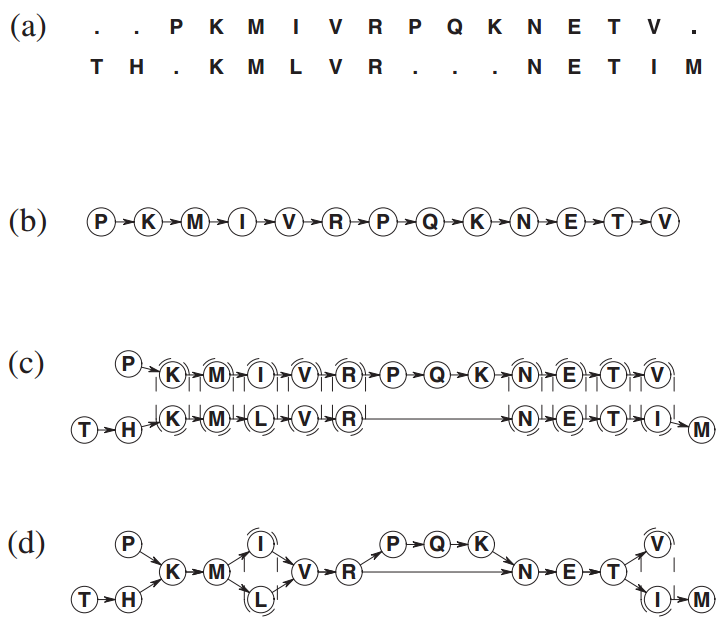 (a) . . P K M I V R P Q K N E T V .
T H . K M L V R . . . N E T I M
(b) P K M I V R P Q K N E T V
(c) P K M I V R P Q K N E T V
T H K M L V R N E T I M
(d) P I P Q K V
K M V R N E T
T H L I M